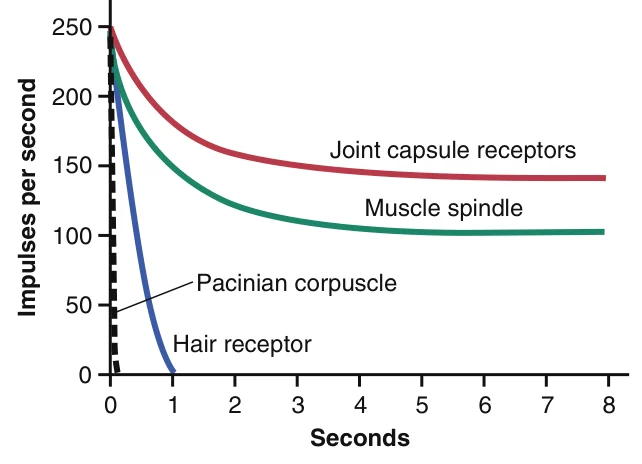 Impulses per second
250
200
150
100
50
0
Joint capsule receptors
Muscle spindle
Pacinian corpuscle
Hair receptor
0 1 2 3 4 5 6 7 8
Seconds